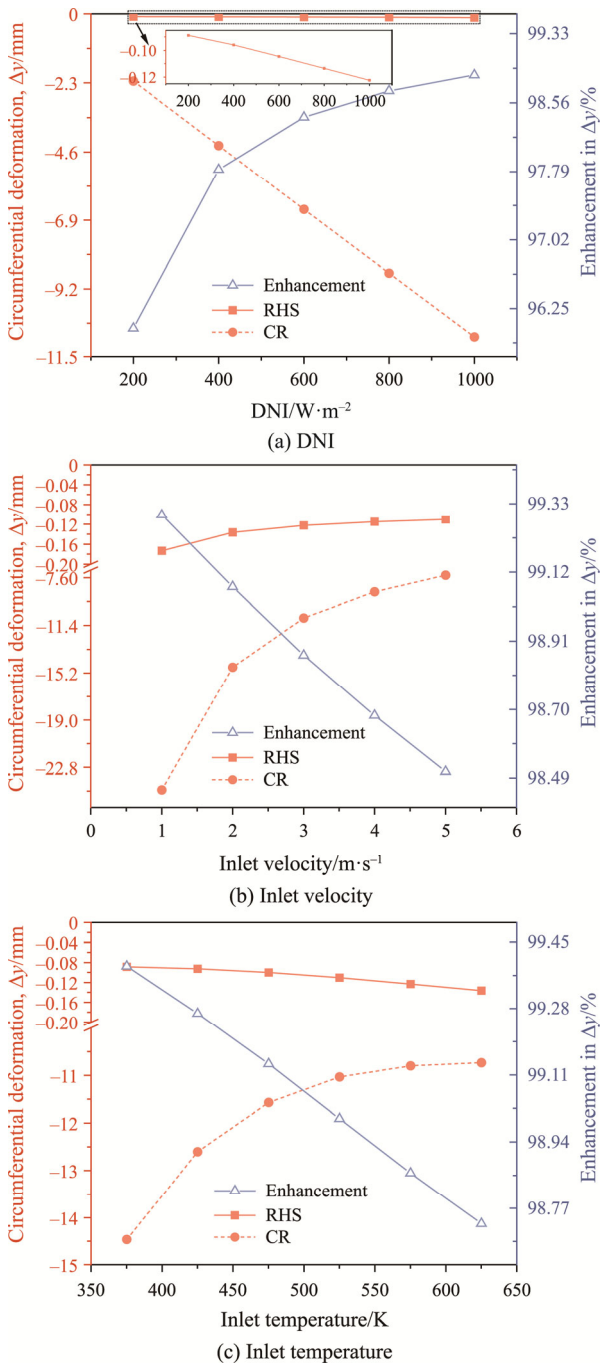 Circumferential deformation, Δy/mm
0
−2.3
−4.6
−6.9
−9.2
−11.5
−0.10
−0.12
200 400 600 800 1000
Enhancement
RHS
CR
99.33
98.56
97.79
97.02
96.25
Enhancement in Δy/%
200 400 600 800 1000
DNI/W·m−2
(a) DNI
Circumferential deformation, Δy/mm
0
−0.04
−0.08
−0.12
−0.16
−0.20
−7.60
−11.4
−15.2
−19.0
−22.8
Enhancement
RHS
CR
99.33
99.12
98.91
98.70
98.49
Enhancement in Δy/%
0 1 2 3 4 5 6
Inlet velocity/m·s−1
(b) Inlet velocity
Circumferential deformation, Δy/mm
0
−0.04
−0.08
−0.12
−0.16
−0.20
−11
−12
−13
−14
−15
Enhancement
RHS
CR
99.45
99.28
99.11
98.94
98.77
Enhancement in Δy/%
350 400 450 500 550 600 650
Inlet temperature/K
(c) Inlet temperature